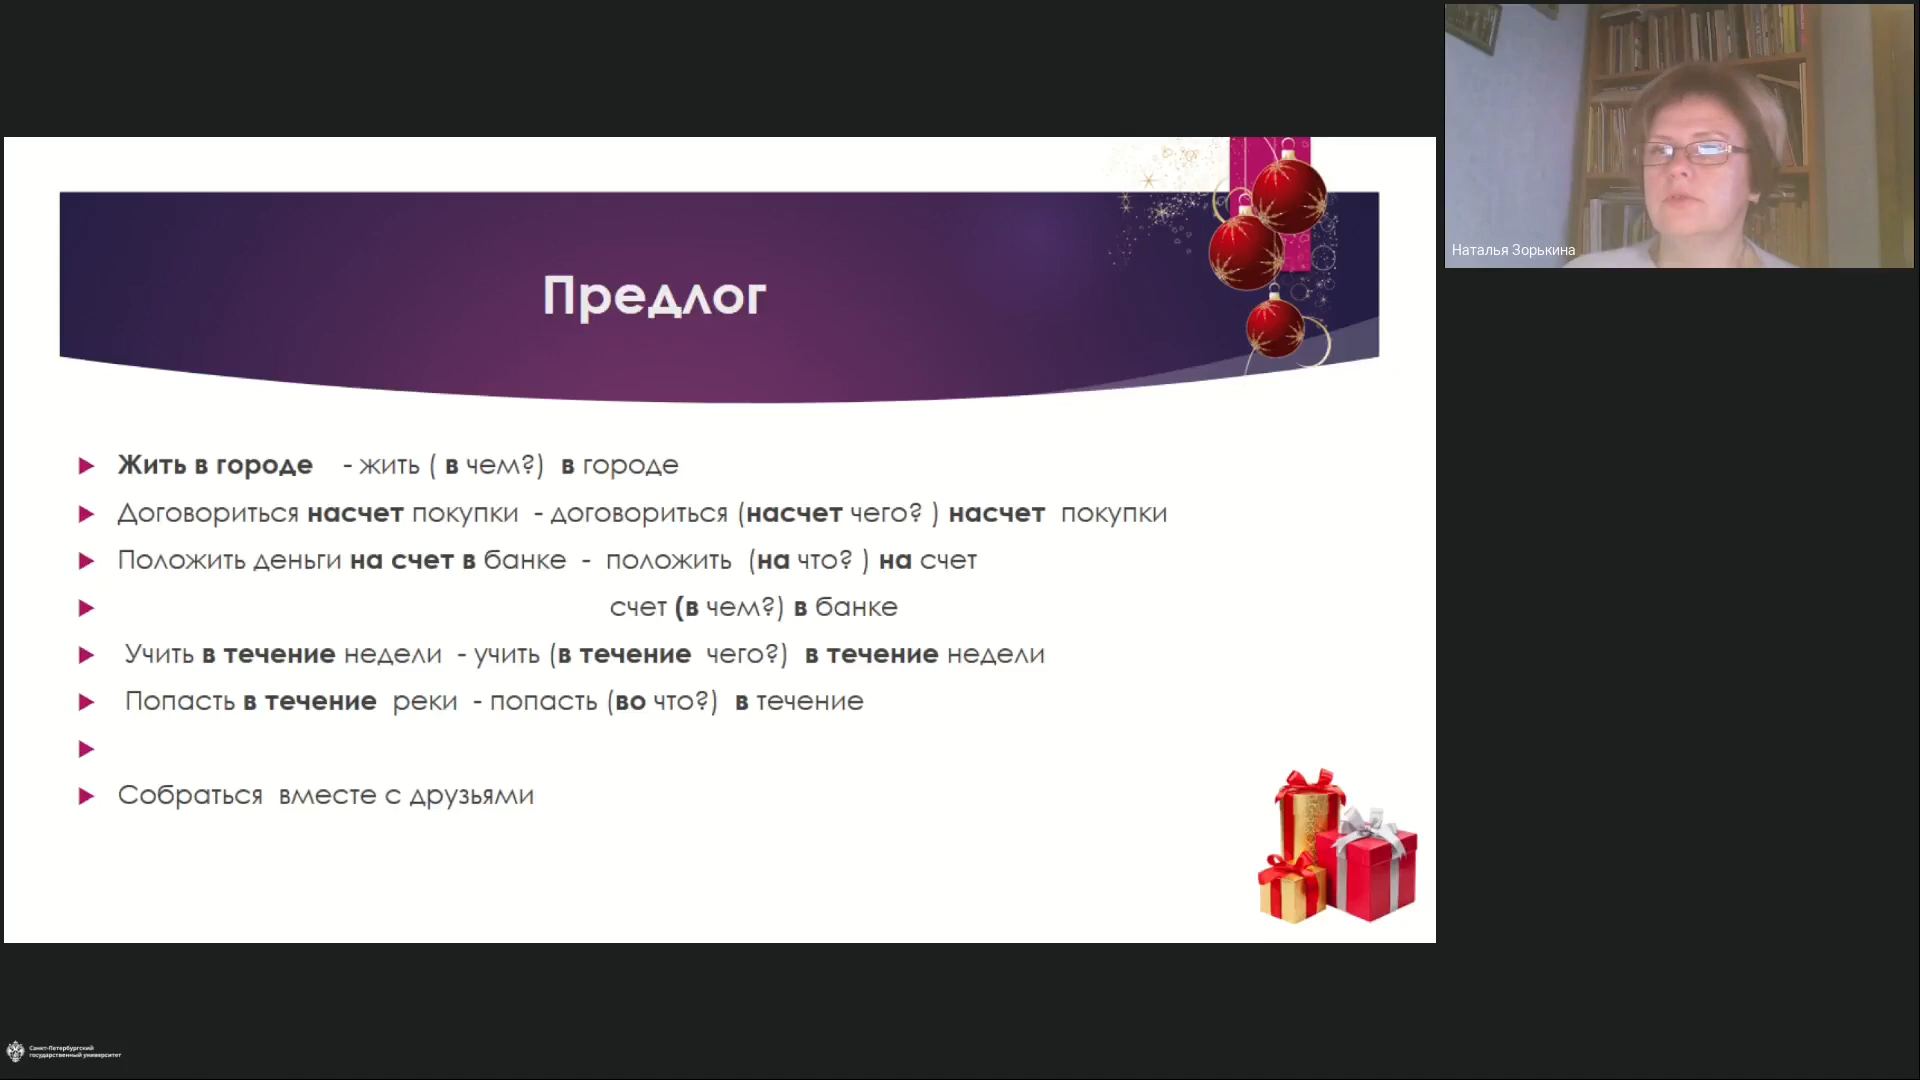 Наталья Зорькина
Предлог
Жить в городе - жить ( в чем?) в городе
Договориться насчет покупки - договориться (насчет чего? ) насчет покупки
Положить деньги на счет в банке - положить (на что? ) на счет
счет (в чем?) в банке
Учить в течение недели - учить (в течение чего?) в течение недели
Попасть в течение реки - попасть (во что?) в течение
Собраться вместе с друзьями
Санкт-Петербургский
государственный университет